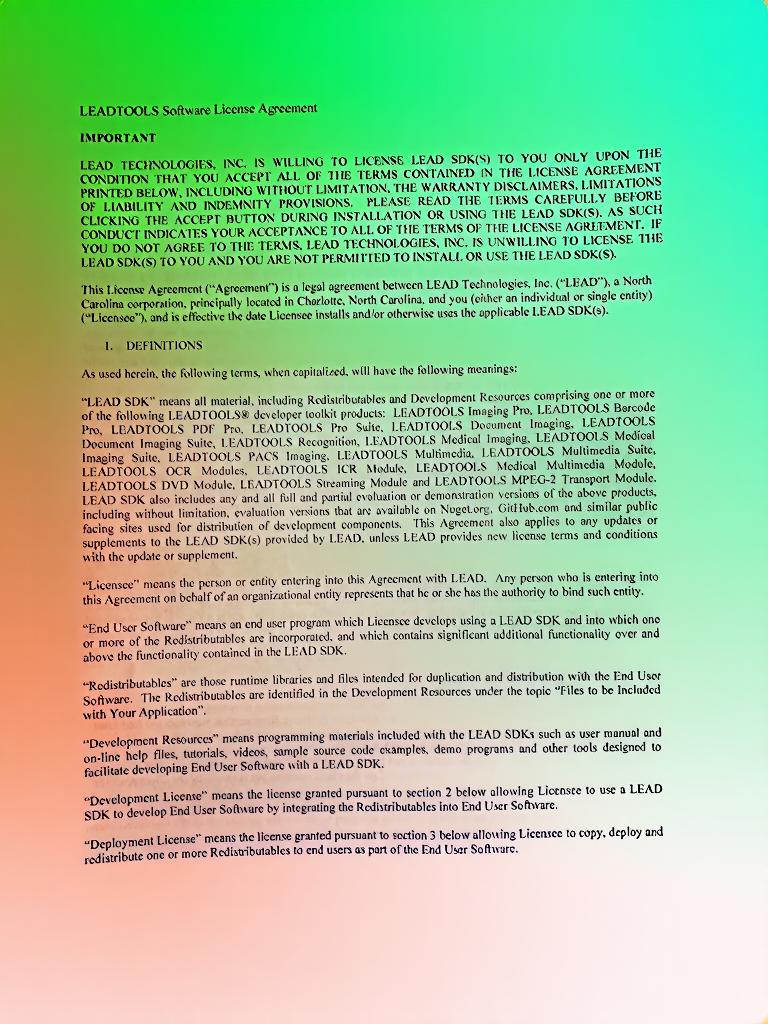 LEADTOOLS Software License Agreement
IMPORTANT
LEAD TECHNOLOGIES, INC. IS WILLING TO LICENSE LEAD SDK(S) TO YOU ONLY UPON THE
CONDITION THAT YOU ACCEPT ALL OF THE TERMS CONTAINED IN THE LICENSE AGREEMENT
PRINTED BELOW, INCLUDING WITHOUT LIMITATION, THE WARRANTY DISCLAIMERS, LIMITATIONS
OF LIABILITY AND INDEMNITY PROVISIONS. PLEASE READ THE TERMS CAREFULLY BEFORE
CLICKING THE ACCEPT BUTTON DURING INSTALLATION OR USING THE LEAD SDK(S), AS SUCH
CONDUCT INDICATES YOUR ACCEPTANCE TO ALL OF THE TERMS OF THE LICENSE AGREEMENT. IF
YOU DO NOT AGREE TO THE TERMS, LEAD TECHNOLOGIES, INC. IS UNWILLING TO LICENSE THE
LEAD SDK(S) TO YOU AND YOU ARE NOT PERMITTED TO INSTALL OR USE THE LEAD SDK(S).
This License Agreement ("Agreement") is a legal agreement between LEAD Technologies, Inc. ("LEAD"), a North
Carolina corporation, principally located in Charlotte, North Carolina, and you (either an individual or single entity)
("Licensee"), and is effective the date Licensee installs and/or otherwise uses the applicable LEAD SDK(s).
1. DEFINITIONS
As used herein, the following terms, when capitalized, will have the following meanings:
"LEAD SDK" means all material, including Redistributables and Development Resources comprising one or more
of the following LEADTOOLS® developer toolkit products: LEADTOOLS Imaging Pro, LEADTOOLS Barcode
Pro, LEADTOOLS PDF Pro, LEADTOOLS Pro Suite, LEADTOOLS Document Imaging, LEADTOOLS
Document Imaging Suite, LEADTOOLS Recognition, LEADTOOLS Medical Imaging, LEADTOOLS Medical
Imaging Suite, LEADTOOLS PACS Imaging, LEADTOOLS Multimedia, LEADTOOLS Multimedia Suite,
LEADTOOLS OCR Modules, LEADTOOLS ICR Module, LEADTOOLS Medical Multimedia Module,
LEADTOOLS DVD Module, LEADTOOLS Streaming Module and LEADTOOLS MPEG-2 Transport Module.
LEAD SDK also includes any and all full and partial evaluation or demonstration versions of the above products,
including without limitation, evaluation versions that are available on Nuget.org, GitHub.com and similar public
facing sites used for distribution of development components. This Agreement also applies to any updates or
supplements to the LEAD SDK(s) provided by LEAD, unless LEAD provides new license terms and conditions
with the update or supplement.
"Licensee" means the person or entity entering into this Agreement with LEAD. Any person who is entering into
this Agreement on behalf of an organizational entity represents that he or she has the authority to bind such entity.
"End User Software" means an end user program which Licensee develops using a LEAD SDK and into which one
or more of the Redistributables are incorporated, and which contains significant additional functionality over and
above the functionality contained in the LEAD SDK.
"Redistributables" are those runtime libraries and files intended for duplication and distribution with the End User
Software. The Redistributables are identified in the Development Resources under the topic "Files to be Included
with Your Application".
"Development Resources" means programming materials included with the LEAD SDKs such as user manual and
on-line help files, tutorials, videos, sample source code examples, demo programs and other tools designed to
facilitate developing End User Software with a LEAD SDK.
"Development License" means the license granted pursuant to section 2 below allowing Licensee to use a LEAD
SDK to develop End User Software by integrating the Redistributables into End User Software.
"Deployment License" means the license granted pursuant to section 3 below allowing Licensee to copy, deploy and
redistribute one or more Redistributables to end users as part of the End User Software.